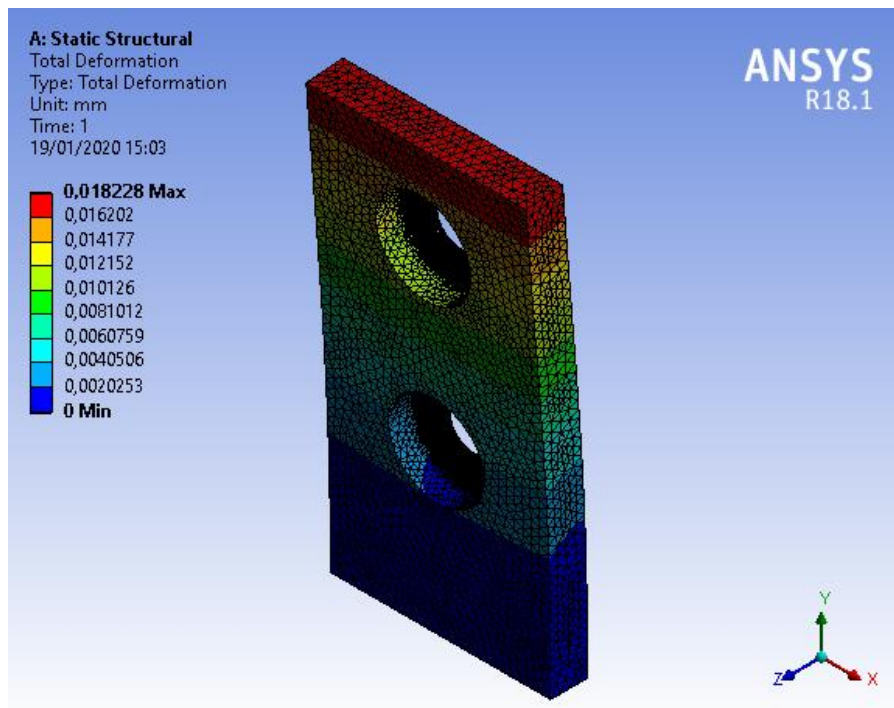 A: Static Structural
Total Deformation
Type: Total Deformation
Unit: mm
Time: 1
19/01/2020 15:03
0,018228 Max
0,016202
0,014177
0,012152
0,010126
0,0081012
0,0060759
0,0040506
0,0020253
0 Min
ANSYS
R18.1
Y
Z
X